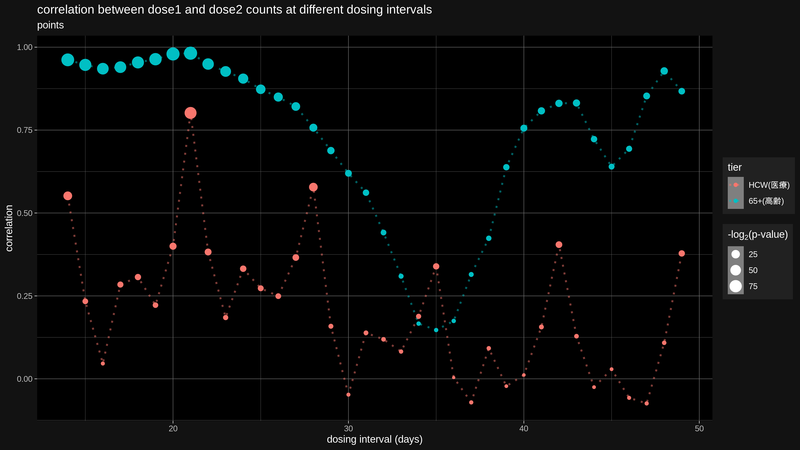 correlation between dose1 and dose2 counts at different dosing intervals
points
1.00
0.75
0.50
0.25
0.00
correlation
20
30
40
50
dosing interval (days)
tier
HCW(医療)
65+(高齢)
-log₂(p-value)
25
50
75